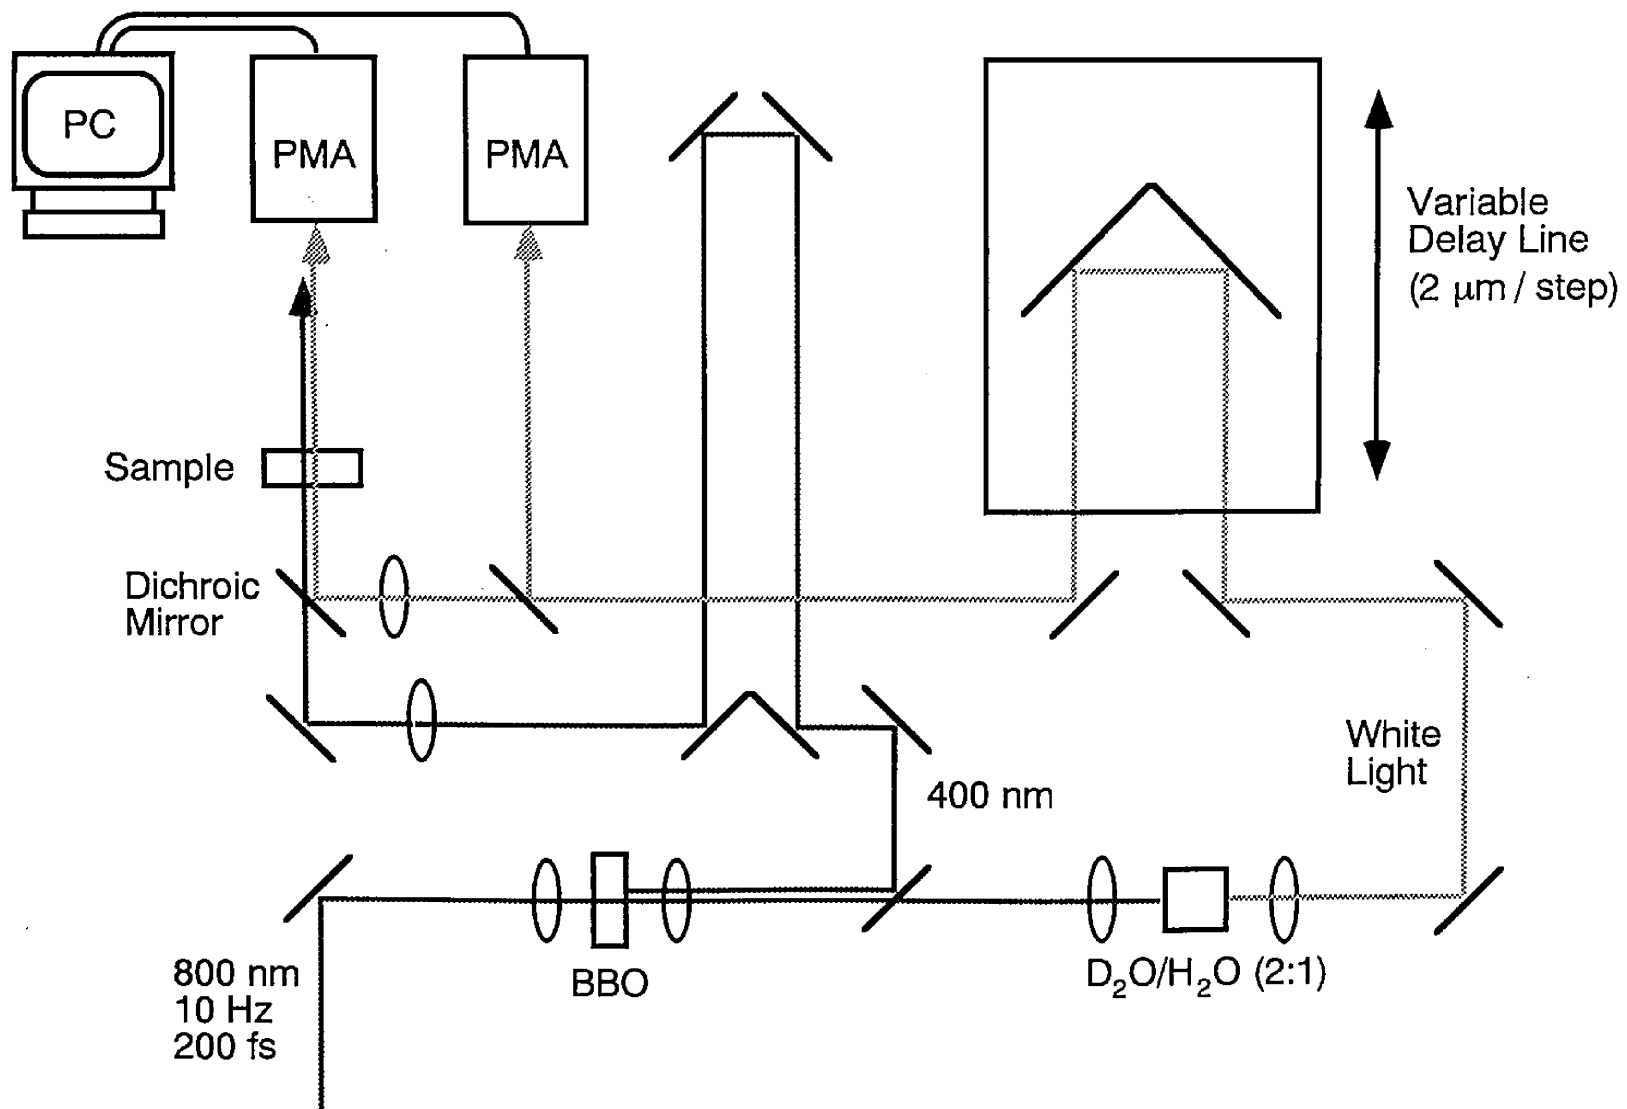 PC
PMA
PMA
Variable
Delay Line
(2 μm / step)
Sample
Dichroic
Mirror
White
Light
400 nm
800 nm
10 Hz
200 fs
BBO
D₂O/H₂O (2:1)